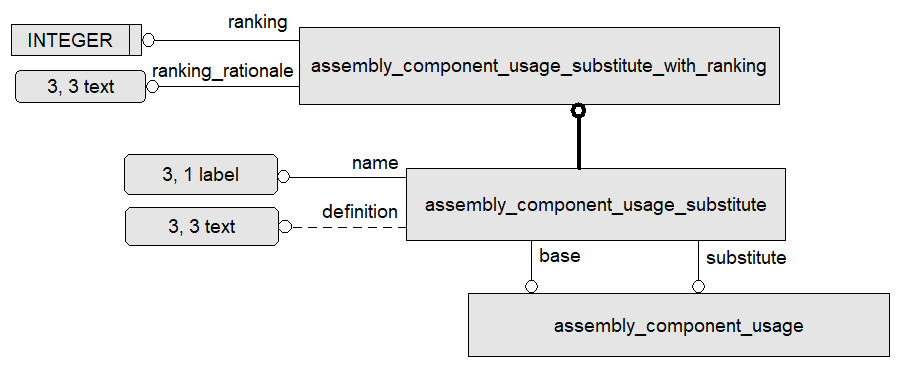 ranking
INTEGER
assembly_component_usage_substitute_with_ranking
ranking_rationale
3, 3 text
name
3, 1 label
assembly_component_usage_substitute
definition
3, 3 text
base
substitute
assembly_component_usage